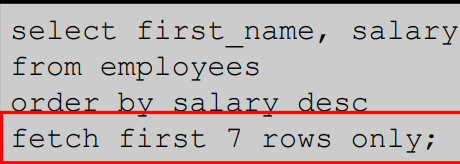 select first_name, salary
from employees
order by salary desc
fetch first 7 rows only;